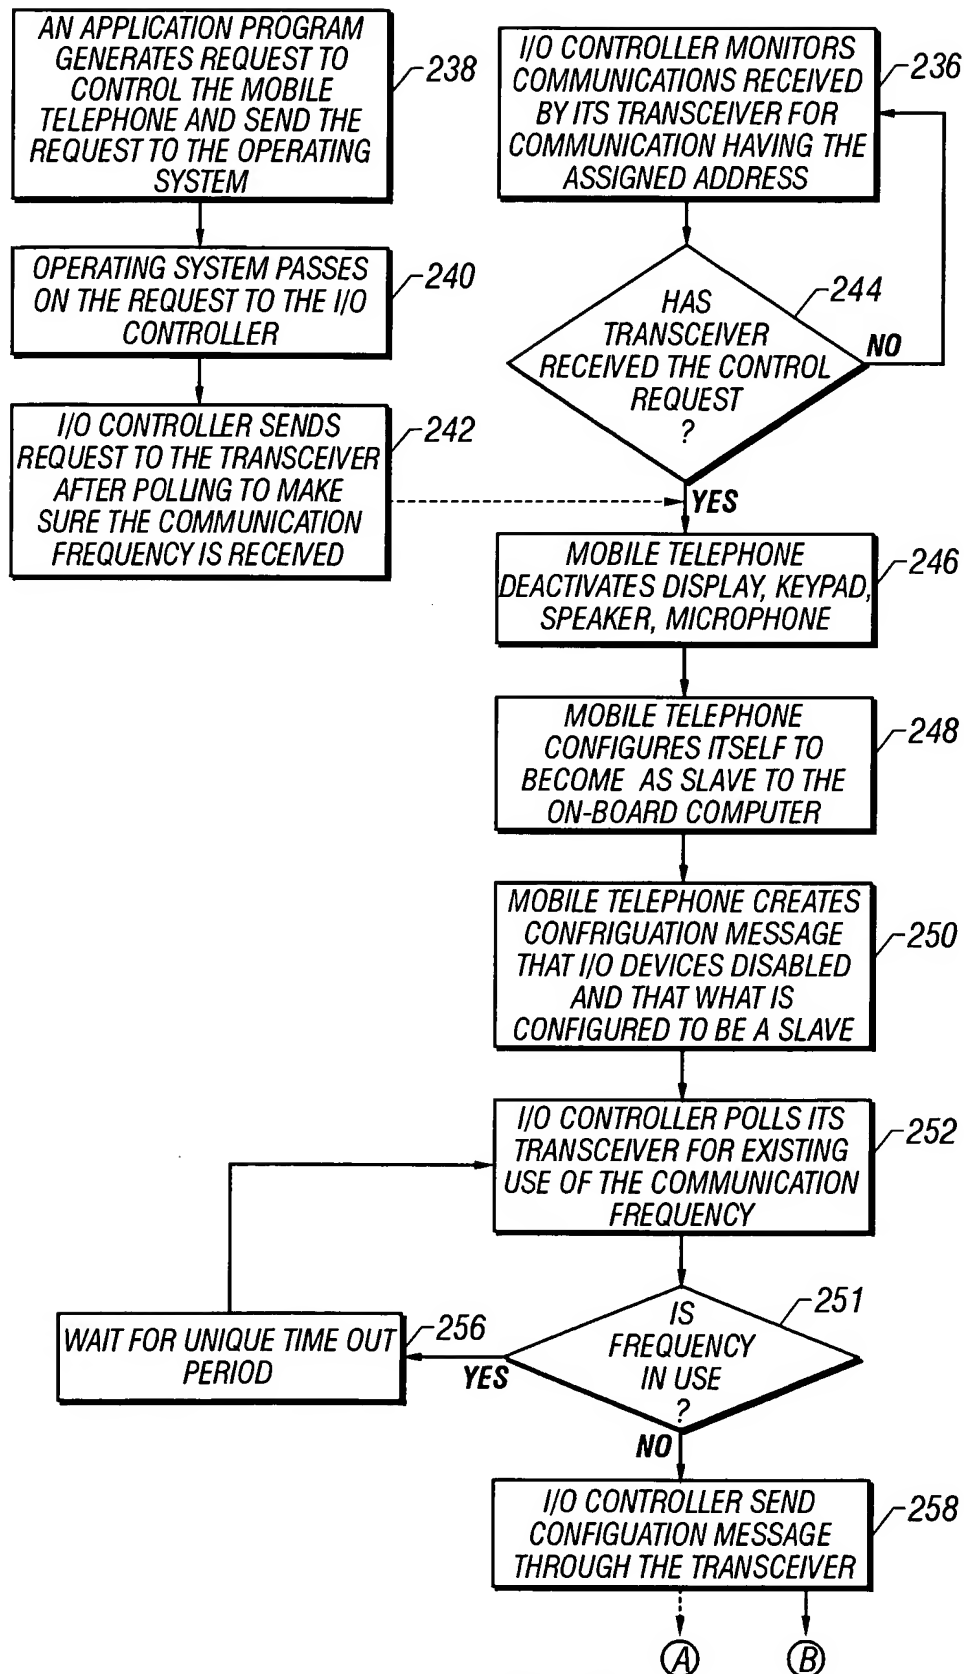 AN APPLICATION PROGRAM
GENERATES REQUEST TO
CONTROL THE MOBILE
TELEPHONE AND SEND THE
REQUEST TO THE OPERATING
SYSTEM
238
OPERATING SYSTEM PASSES
ON THE REQUEST TO THE I/O
CONTROLLER
240
I/O CONTROLLER SENDS
REQUEST TO THE TRANSCEIVER
AFTER POLLING TO MAKE
SURE THE COMMUNICATION
FREQUENCY IS RECEIVED
242
I/O CONTROLLER MONITORS
COMMUNICATIONS RECEIVED
BY ITS TRANSCEIVER FOR
COMMUNICATION HAVING THE
ASSIGNED ADDRESS
236
HAS
TRANSCEIVER
RECEIVED THE CONTROL
REQUEST
?
244
NO
YES
MOBILE TELEPHONE
DEACTIVATES DISPLAY, KEYPAD,
SPEAKER, MICROPHONE
246
MOBILE TELEPHONE
CONFIGURES ITSELF TO
BECOME AS SLAVE TO THE
ON-BOARD COMPUTER
248
MOBILE TELEPHONE CREATES
CONFRIGUATION MESSAGE
THAT I/O DEVICES DISABLED
AND THAT WHAT IS
CONFIGURED TO BE A SLAVE
250
I/O CONTROLLER POLLS ITS
TRANSCEIVER FOR EXISTING
USE OF THE COMMUNICATION
FREQUENCY
252
IS
FREQUENCY
IN USE
?
251
YES
WAIT FOR UNIQUE TIME OUT
PERIOD
256
NO
I/O CONTROLLER SEND
CONFIGUATION MESSAGE
THROUGH THE TRANSCEIVER
258
A
B